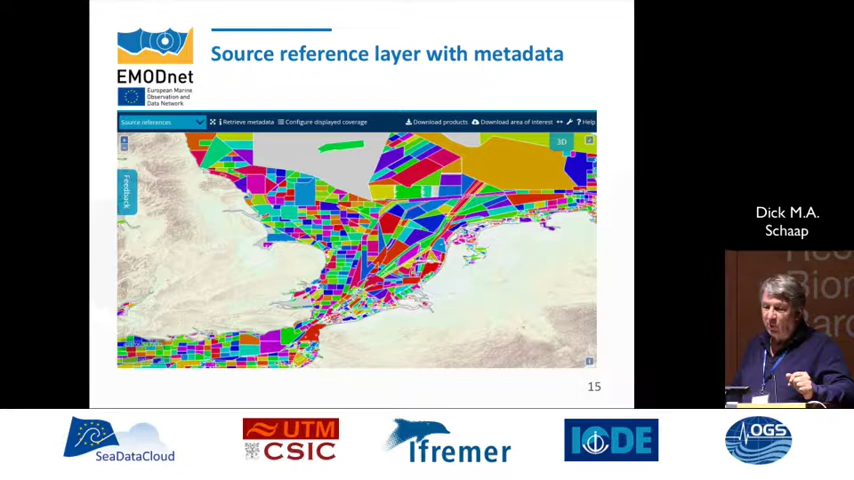 EMODnet
European Marine
Observation and
Data Network
Source reference layer with metadata
Source references
Retrieve metadata
Configure displayed coverage
Download products
Download area of interest
? Help
3D
Feedback
15
Dick M.A.
Schaap
SeaDataCloud
UTM
CSIC
Ifremer
IODE
OGS